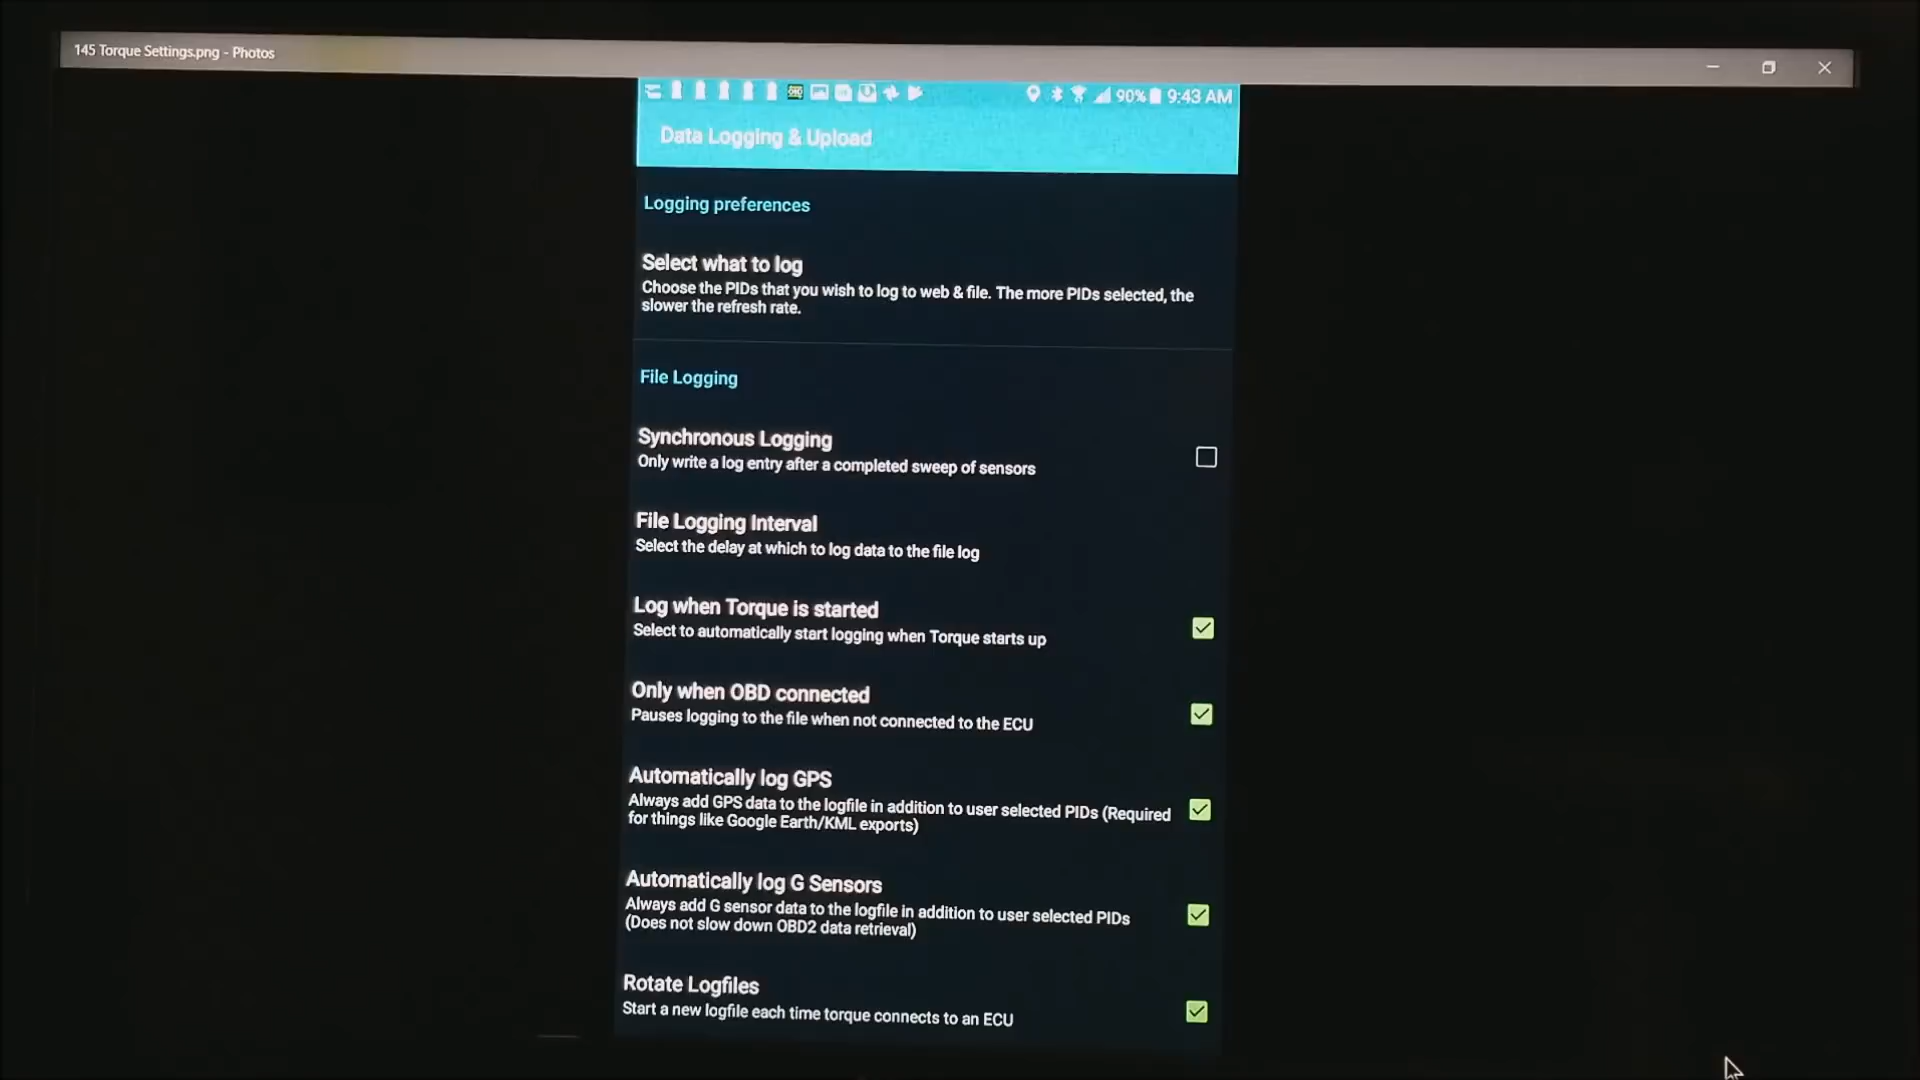 145 Torque Settings.png - Photos
90% 9:43 AM
Data Logging & Upload
Logging preferences
Select what to log
Choose the PIDs that you wish to log to web & file. The more PIDs selected, the
slower the refresh rate.
File Logging
Synchronous Logging
Only write a log entry after a completed sweep of sensors
File Logging Interval
Select the delay at which to log data to the file log
Log when Torque is started
Select to automatically start logging when Torque starts up
Only when OBD connected
Pauses logging to the file when not connected to the ECU
Automatically log GPS
Always add GPS data to the logfile in addition to user selected PIDs (Required
for things like Google Earth/KML exports)
Automatically log G Sensors
Always add G sensor data to the logfile in addition to user selected PIDs
(Does not slow down OBD2 data retrieval)
Rotate Logfiles
Start a new logfile each time torque connects to an ECU